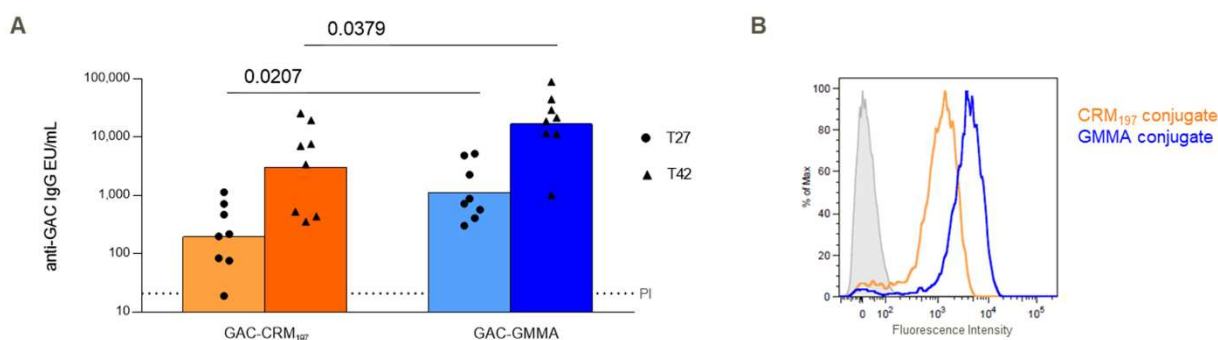 A
B
0.0379
0.0207
anti-GAC IgG EU/mL
100,000
10,000
1,000
100
10
PI
GAC-CRM₁₉₇
GAC-GMMA
T27
T42
% of Max
100
80
60
40
20
0
0 10² 10³ 10⁴ 10⁵
Fluorescence Intensity
CRM₁₉₇ conjugate
GMMA conjugate